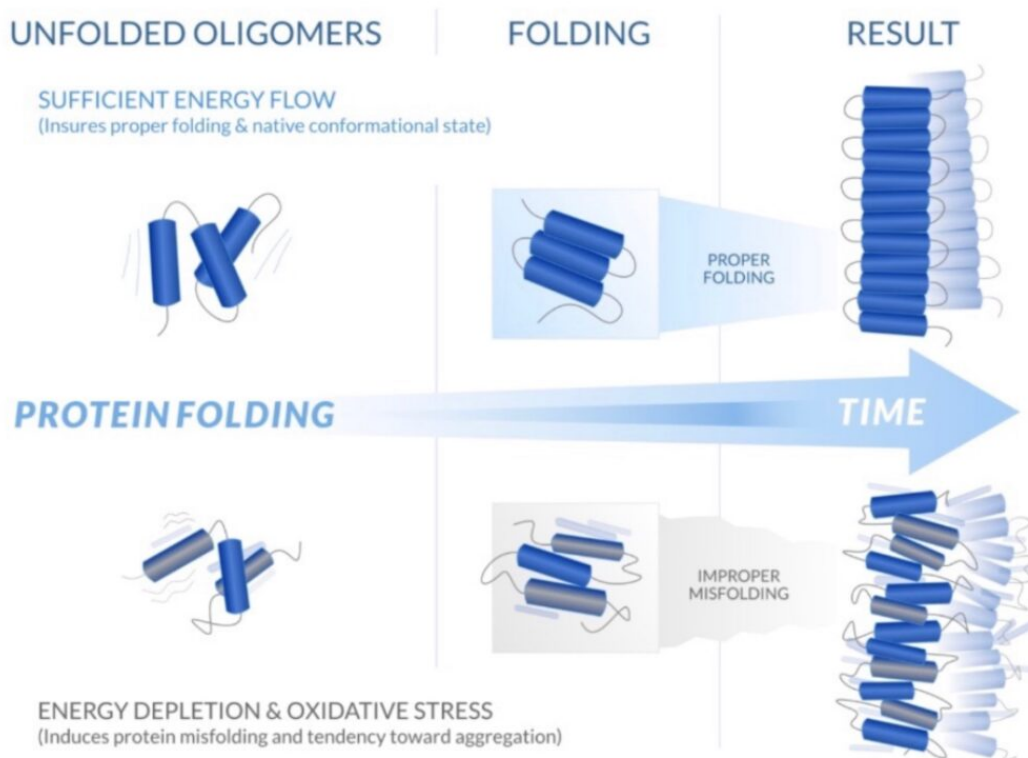 UNFOLDED OLIGOMERS
FOLDING
RESULT
SUFFICIENT ENERGY FLOW
(Insures proper folding & native conformational state)
PROPER
FOLDING
PROTEIN FOLDING
TIME
IMPROPER
MISFOLDING
ENERGY DEPLETION & OXIDATIVE STRESS
(Induces protein misfolding and tendency toward aggregation)